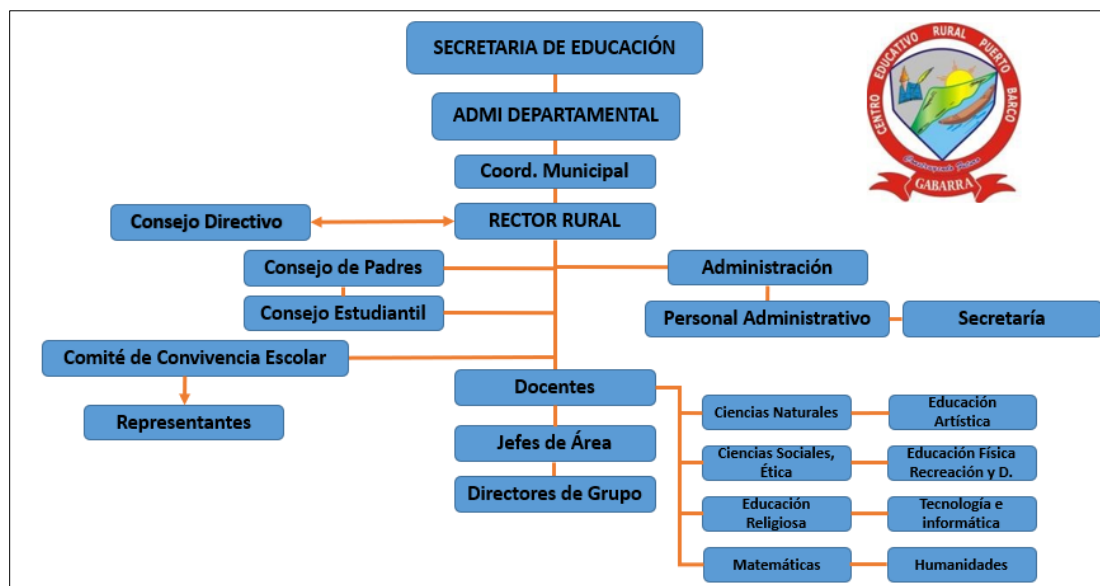 SECRETARIA DE EDUCACIÓN
CENTRO EDUCATIVO RURAL PUERTO BARCO
Construyendo Futuro
GABARRA
ADMI DEPARTAMENTAL
Coord. Municipal
RECTOR RURAL
Consejo Directivo
Consejo de Padres
Administración
Consejo Estudiantil
Personal Administrativo
Secretaría
Comité de Convivencia Escolar
Representantes
Docentes
Jefes de Área
Directores de Grupo
Ciencias Naturales
Educación
Artística
Ciencias Sociales,
Ética
Educación Física
Recreación y D.
Educación
Religiosa
Tecnología e
informática
Matemáticas
Humanidades